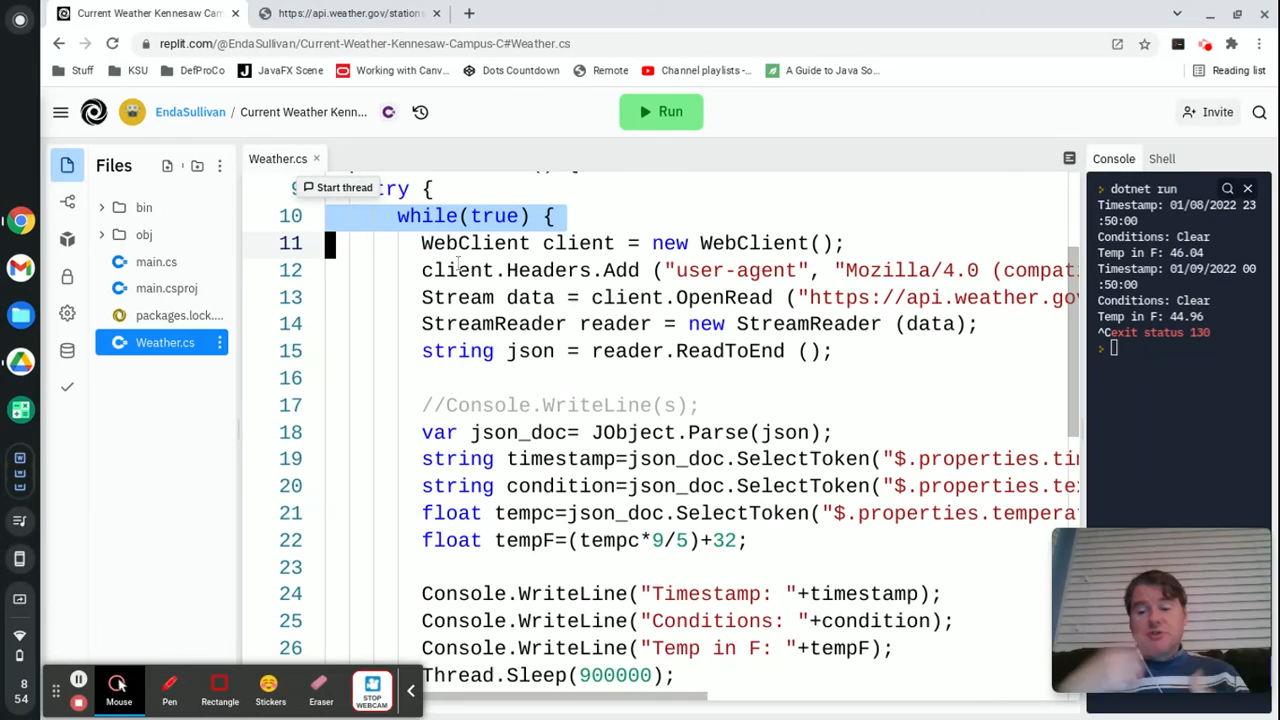 Current Weather Kennesaw Cam
https://api.weather.gov/stations
replit.com/@EndaSullivan/Current-Weather-Kennesaw-Campus-C#Weather.cs
Stuff KSU DefProCo JavaFX Scene Working with Canv... Dots Countdown Remote Channel playlists -... A Guide to Java So... Reading list
EndaSullivan / Current Weather Kenn... Run Invite
Files
bin
obj
main.cs
main.csproj
packages.lock....
Weather.cs
Weather.cs
Start thread
9 try {
10 while(true) {
11 WebClient client = new WebClient();
12 client.Headers.Add ("user-agent", "Mozilla/4.0 (compati
13 Stream data = client.OpenRead ("https://api.weather.gov
14 StreamReader reader = new StreamReader (data);
15 string json = reader.ReadToEnd ();
16
17 //Console.WriteLine(s);
18 var json_doc= JObject.Parse(json);
19 string timestamp=json_doc.SelectToken("$.properties.tim
20 string condition=json_doc.SelectToken("$.properties.tex
21 float tempc=json_doc.SelectToken("$.properties.tempera
22 float tempF=(tempc*9/5)+32;
23
24 Console.WriteLine("Timestamp: "+timestamp);
25 Console.WriteLine("Conditions: "+condition);
26 Console.WriteLine("Temp in F: "+tempF);
Thread.Sleep(900000);
Console Shell
dotnet run
Timestamp: 01/08/2022 23
:50:00
Conditions: Clear
Temp in F: 46.04
Timestamp: 01/09/2022 00
:50:00
Conditions: Clear
Temp in F: 44.96
^Cexit status 130
8
54
Mouse Pen Rectangle Stickers Eraser STOP WEBCAM